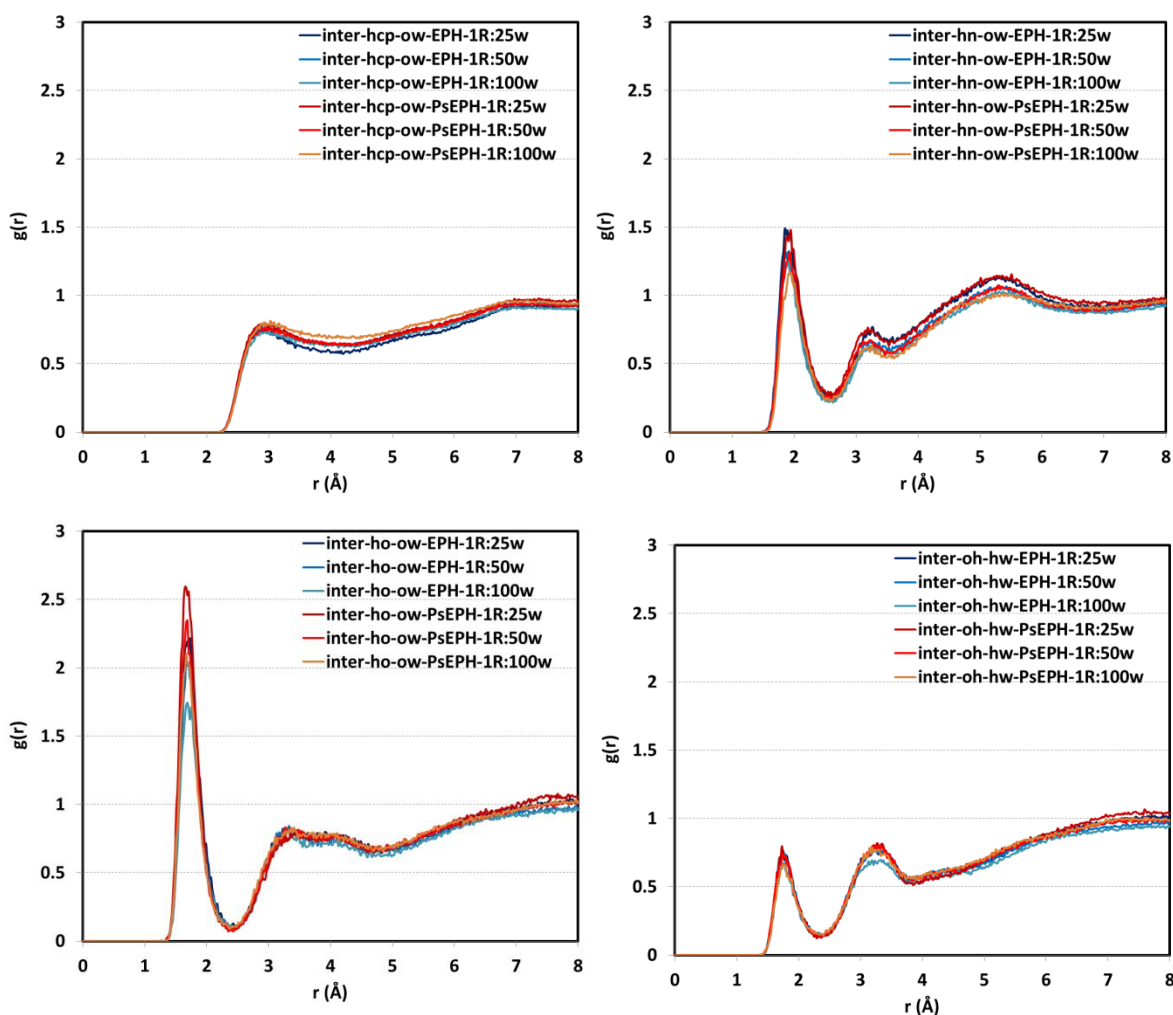 3
2.5
2
1.5
1
0.5
0
g(r)
inter-hcp-ow-EPH-1R:25w
inter-hcp-ow-EPH-1R:50w
inter-hcp-ow-EPH-1R:100w
inter-hcp-ow-PsEPH-1R:25w
inter-hcp-ow-PsEPH-1R:50w
inter-hcp-ow-PsEPH-1R:100w
0 1 2 3 4 5 6 7 8
r (Å)
3
2.5
2
1.5
1
0.5
0
g(r)
inter-hn-ow-EPH-1R:25w
inter-hn-ow-EPH-1R:50w
inter-hn-ow-EPH-1R:100w
inter-hn-ow-PsEPH-1R:25w
inter-hn-ow-PsEPH-1R:50w
inter-hn-ow-PsEPH-1R:100w
0 1 2 3 4 5 6 7 8
r (Å)
3
2.5
2
1.5
1
0.5
0
g(r)
inter-ho-ow-EPH-1R:25w
inter-ho-ow-EPH-1R:50w
inter-ho-ow-EPH-1R:100w
inter-ho-ow-PsEPH-1R:25w
inter-ho-ow-PsEPH-1R:50w
inter-ho-ow-PsEPH-1R:100w
0 1 2 3 4 5 6 7 8
r (Å)
3
2.5
2
1.5
1
0.5
0
g(r)
inter-oh-hw-EPH-1R:25w
inter-oh-hw-EPH-1R:50w
inter-oh-hw-EPH-1R:100w
inter-oh-hw-PsEPH-1R:25w
inter-oh-hw-PsEPH-1R:50w
inter-oh-hw-PsEPH-1R:100w
0 1 2 3 4 5 6 7 8
r (Å)